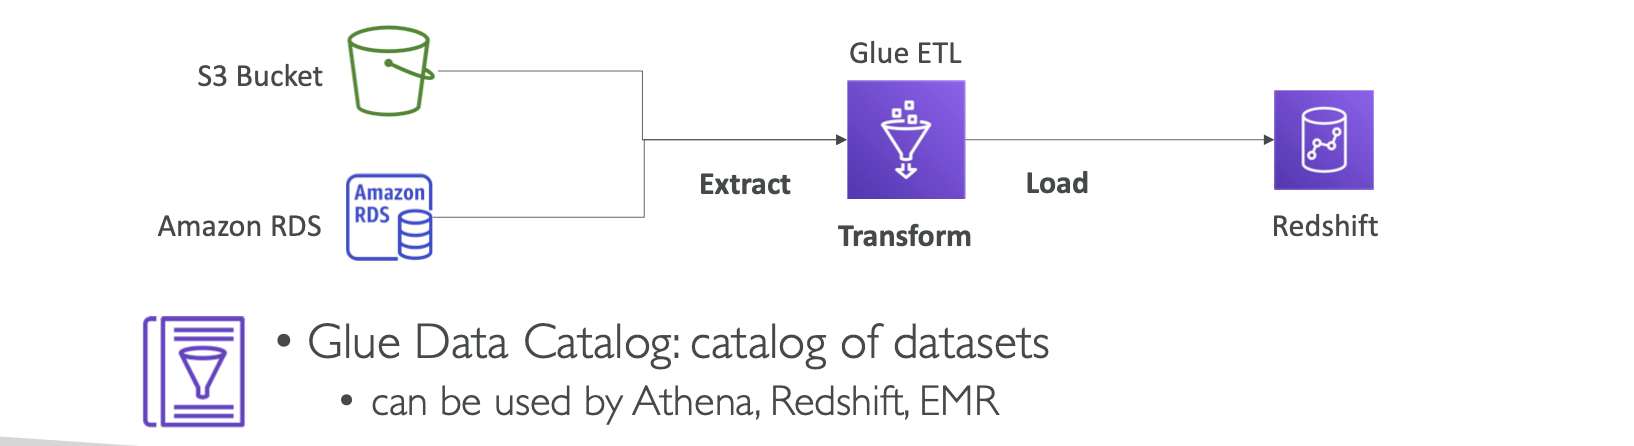 Glue ETL
S3 Bucket
Amazon
RDS
Amazon RDS
Extract
Load
Transform
Redshift
• Glue Data Catalog: catalog of datasets
• can be used by Athena, Redshift, EMR